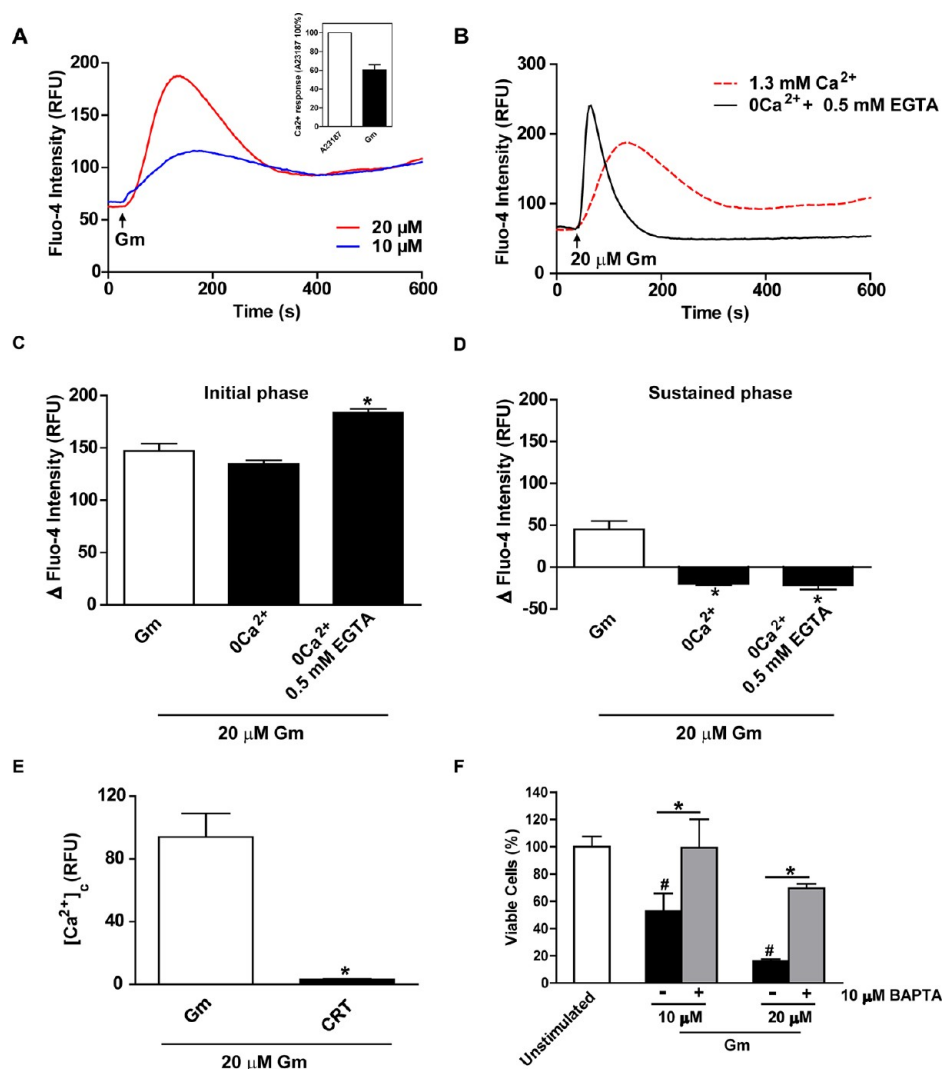 A
Fluo-4 Intensity (RFU)
200
150
100
50
0
0
200
400
600
Time (s)
Gm
20 µM
10 µM
Ca2+ response (A23187 100%)
100
80
60
40
20
0
A23187
Gm
B
Fluo-4 Intensity (RFU)
300
200
100
0
0
200
400
600
Time (s)
1.3 mM Ca²⁺
0Ca²⁺ + 0.5 mM EGTA
20 µM Gm
C
Initial phase
Δ Fluo-4 Intensity (RFU)
200
150
100
50
0
*
Gm
0Ca²⁺
0Ca²⁺
0.5 mM EGTA
20 µM Gm
D
Sustained phase
Δ Fluo-4 Intensity (RFU)
200
150
100
50
0
-50
*
*
Gm
0Ca²⁺
0Ca²⁺
0.5 mM EGTA
20 µM Gm
E
[Ca²⁺]c (RFU)
120
80
40
0
*
Gm
CRT
20 µM Gm
F
Viable Cells (%)
140
120
100
80
60
40
20
0
#
*
#
*
Unstimulated
- + - + 10 µM BAPTA
10 µM 20 µM
Gm